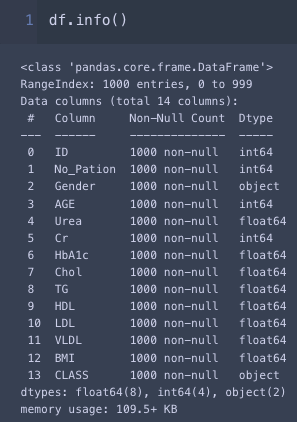 1 df.info()
<class 'pandas.core.frame.DataFrame'>
RangeIndex: 1000 entries, 0 to 999
Data columns (total 14 columns):
 #   Column     Non-Null Count  Dtype
---  ------     --------------  -----
 0   ID         1000 non-null   int64
 1   No_Pation  1000 non-null   int64
 2   Gender     1000 non-null   object
 3   AGE        1000 non-null   int64
 4   Urea       1000 non-null   float64
 5   Cr         1000 non-null   int64
 6   HbA1c      1000 non-null   float64
 7   Chol       1000 non-null   float64
 8   TG         1000 non-null   float64
 9   HDL        1000 non-null   float64
 10  LDL        1000 non-null   float64
 11  VLDL       1000 non-null   float64
 12  BMI        1000 non-null   float64
 13  CLASS      1000 non-null   object
dtypes: float64(8), int64(4), object(2)
memory usage: 109.5+ KB